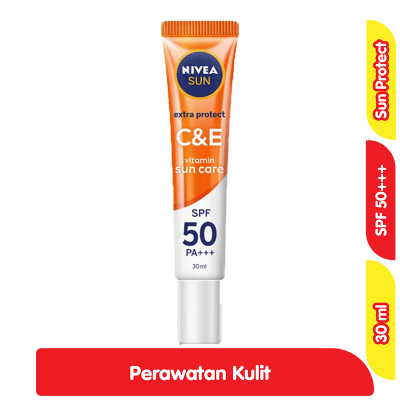 NIVEA
SUN
extra protect
C&E
vitamin
sun care
SPF
50
PA+++
30ml
Sun Protect
SPF 50+++
30 ml
Perawatan Kulit